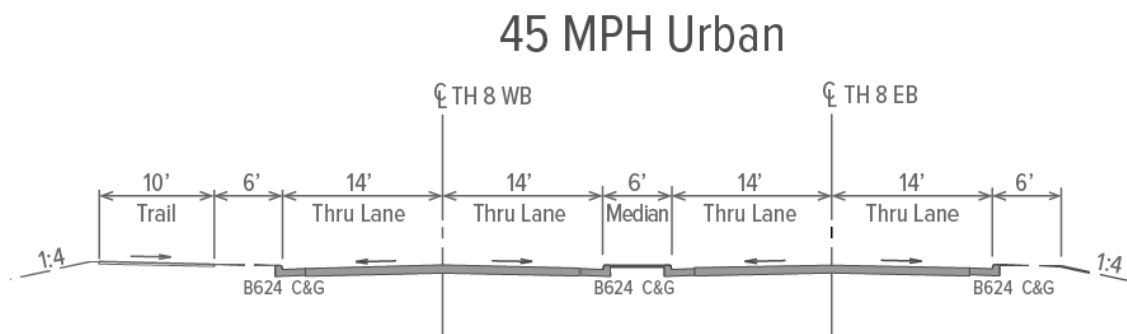 45 MPH Urban
℄ TH 8 WB
℄ TH 8 EB
10’ 6’ 14’ 14’ 6’ 14’ 14’ 6’
Trail Thru Lane Thru Lane Median Thru Lane Thru Lane
1:4 1:4
B624 C&G B624 C&G B624 C&G